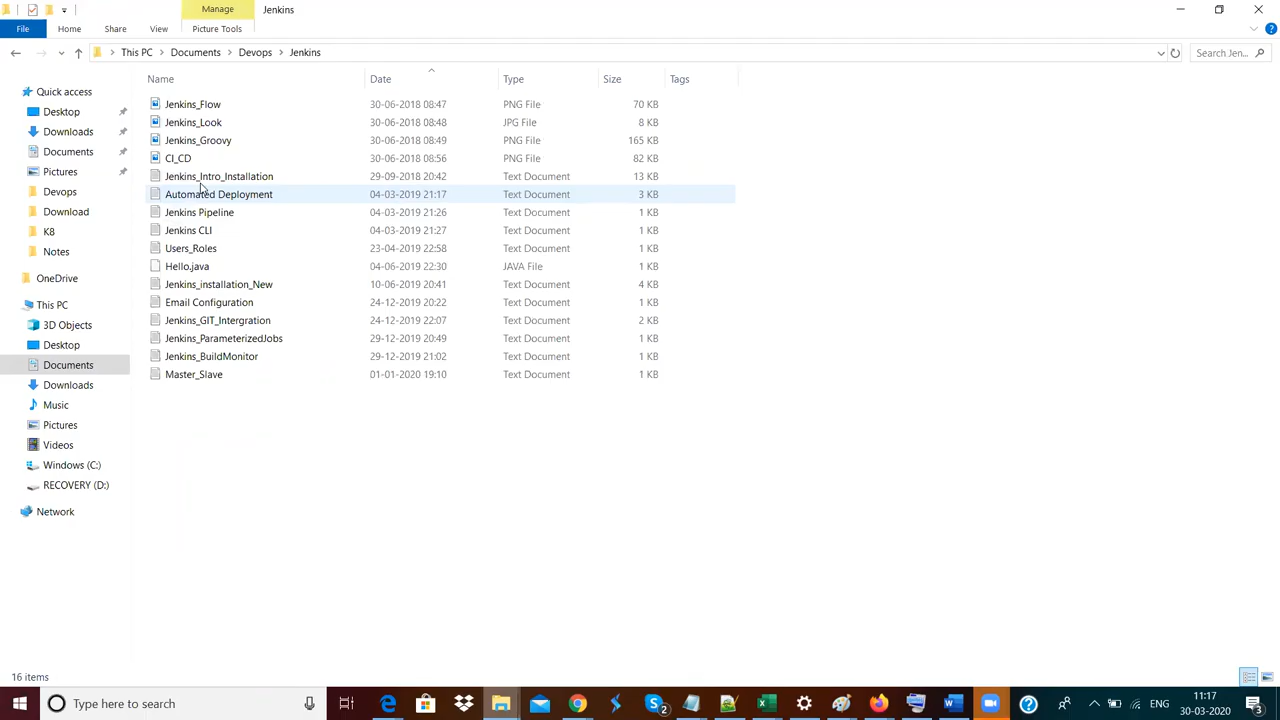 Manage
Jenkins
File
Home
Share
View
Picture Tools
This PC
Documents
Devops
Jenkins
Search Jen...
Name
Date
Type
Size
Tags
Quick access
Desktop
Downloads
Documents
Pictures
Devops
Download
K8
Notes
OneDrive
This PC
3D Objects
Desktop
Documents
Downloads
Music
Pictures
Videos
Windows (C:)
RECOVERY (D:)
Network
Jenkins_Flow 30-06-2018 08:47 PNG File 70 KB
Jenkins_Look 30-06-2018 08:48 JPG File 8 KB
Jenkins_Groovy 30-06-2018 08:49 PNG File 165 KB
CI_CD 30-06-2018 08:56 PNG File 82 KB
Jenkins_Intro_Installation 29-09-2018 20:42 Text Document 13 KB
Automated Deployment 04-03-2019 21:17 Text Document 3 KB
Jenkins Pipeline 04-03-2019 21:26 Text Document 1 KB
Jenkins CLI 04-03-2019 21:27 Text Document 1 KB
Users_Roles 23-04-2019 22:58 Text Document 1 KB
Hello.java 04-06-2019 22:30 JAVA File 1 KB
Jenkins_installation_New 10-06-2019 20:41 Text Document 4 KB
Email Configuration 24-12-2019 20:22 Text Document 1 KB
Jenkins_GIT_Intergration 24-12-2019 22:07 Text Document 2 KB
Jenkins_ParameterizedJobs 29-12-2019 20:49 Text Document 1 KB
Jenkins_BuildMonitor 29-12-2019 21:02 Text Document 1 KB
Master_Slave 01-01-2020 19:10 Text Document 1 KB
16 items
Type here to search
2
ENG
11:17
30-03-2020
3